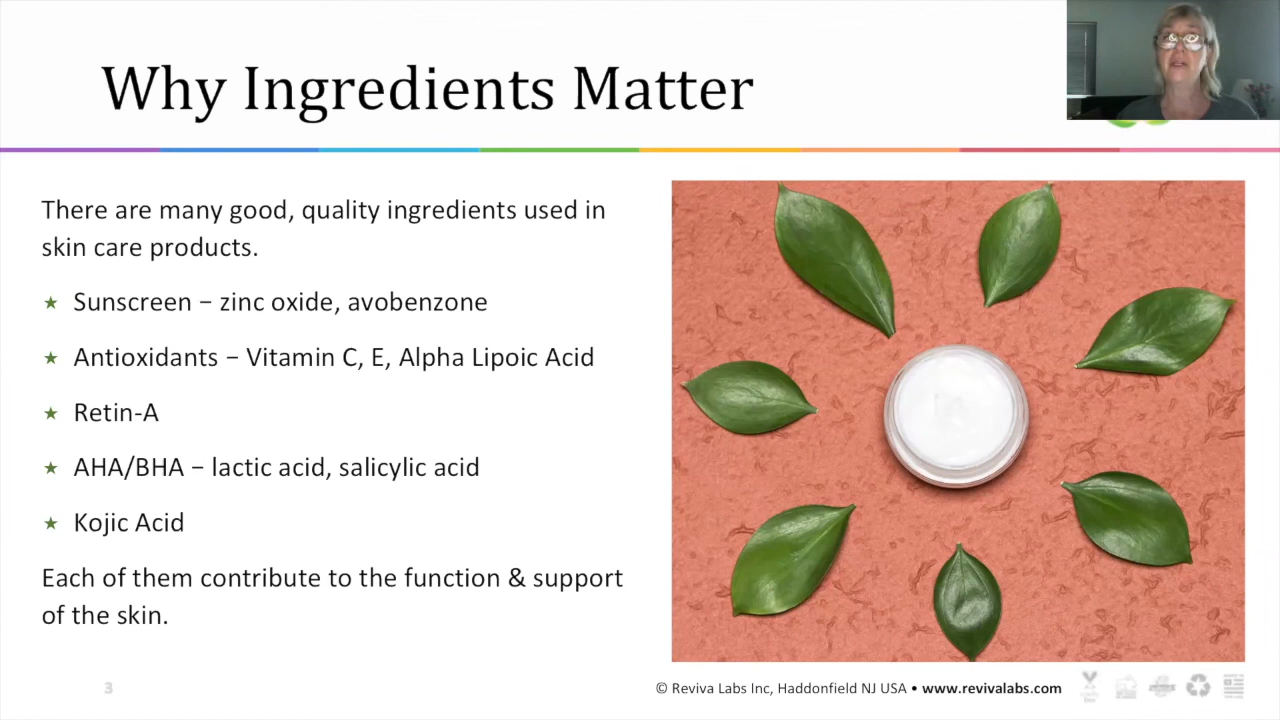 Why Ingredients Matter
There are many good, quality ingredients used in
skin care products.
★ Sunscreen – zinc oxide, avobenzone
★ Antioxidants – Vitamin C, E, Alpha Lipoic Acid
★ Retin-A
★ AHA/BHA – lactic acid, salicylic acid
★ Kojic Acid
Each of them contribute to the function & support
of the skin.
3
© Reviva Labs Inc, Haddonfield NJ USA • www.revivalabs.com